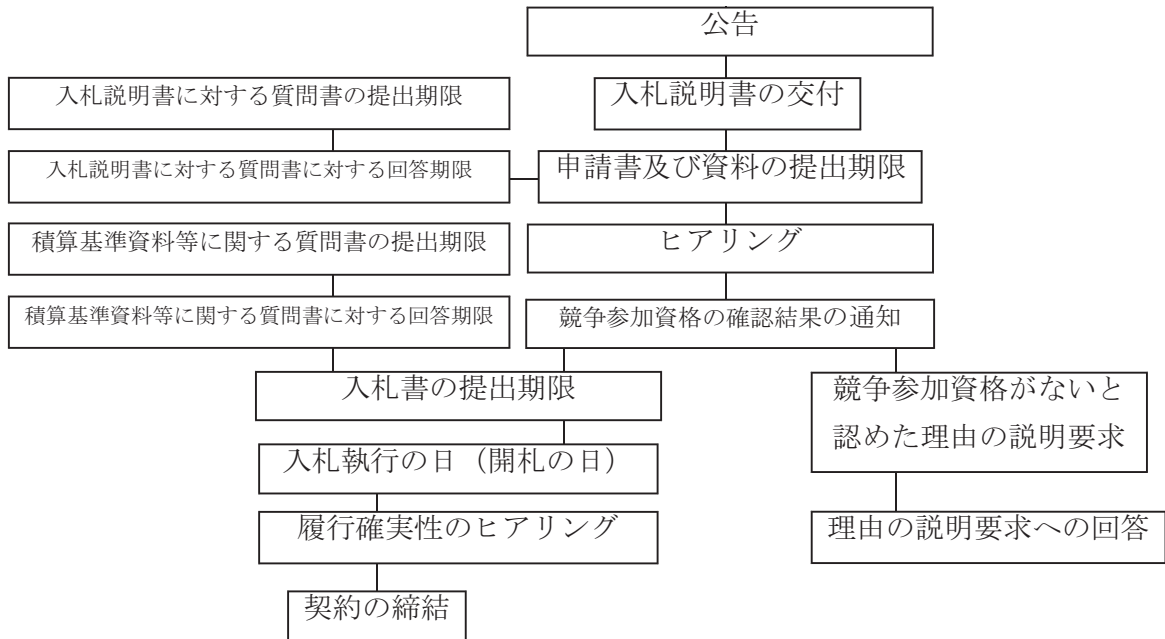 公告
入札説明書に対する質問書の提出期限
入札説明書の交付
入札説明書に対する質問書に対する回答期限
申請書及び資料の提出期限
積算基準資料等に関する質問書の提出期限
ヒアリング
積算基準資料等に関する質問書に対する回答期限
競争参加資格の確認結果の通知
入札書の提出期限
競争参加資格がないと
認めた理由の説明要求
入札執行の日（開札の日）
履行確実性のヒアリング
理由の説明要求への回答
契約の締結